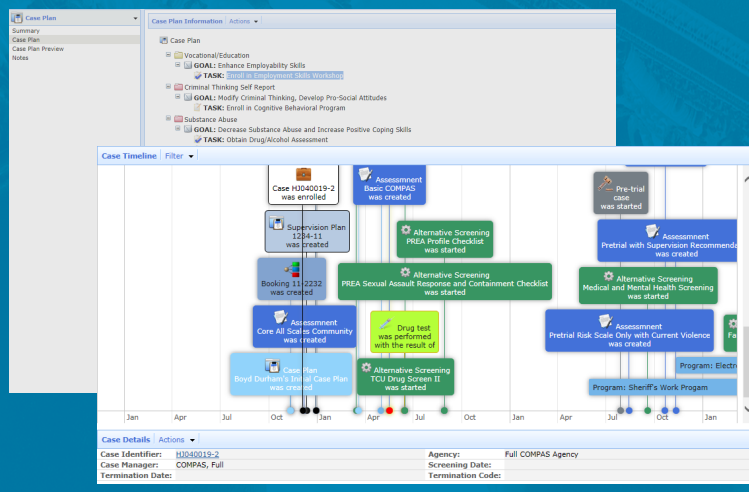 Case Plan
Case Plan Information Actions
Summary
Case Plan
Case Plan Preview
Notes
Case Plan
Vocational/Education
GOAL: Enhance Employability Skills
TASK: Enroll in Employment Skills Workshop
Criminal Thinking Self Report
GOAL: Modify Criminal Thinking, Develop Pro-Social Attitudes
TASK: Enroll in Cognitive Behavioral Program
Substance Abuse
GOAL: Decrease Substance Abuse and Increase Positive Coping Skills
TASK: Obtain Drug/Alcohol Assessment
Case Timeline Filter
Case HJ040019-2
was enrolled
Assessmnent
Basic COMPAS
was created
Pre-trial
case
was started
Supervision Plan
1234-11
was created
Alternative Screening
PREA Profile Checklist
was started
Assessmnent
Pretrial with Supervision Recommenda
was created
Booking 11-2232
was created
Alternative Screening
PREA Sexual Assault Response and Containment Checklist
was started
Alternative Screening
Medical and Mental Health Screening
was started
Assessmnent
Core All Scales Community
was created
Drug test
was performed
with the result of
Assessmnent
Pretrial Risk Scale Only with Current Violence
was created
Fa
Case Plan
Boyd Durham's Initial Case Plan
was created
Alternative Screening
TCU Drug Screen II
was started
Program: Electro
Program: Sheriff's Work Progam
Jan Apr Jul Oct Jan Apr Jul Oct Jan Apr Jul Oct Jan
Case Details Actions
Case Identifier: HJ040019-2 Agency: Full COMPAS Agency
Case Manager: COMPAS, Full Screening Date:
Termination Date: Termination Code: